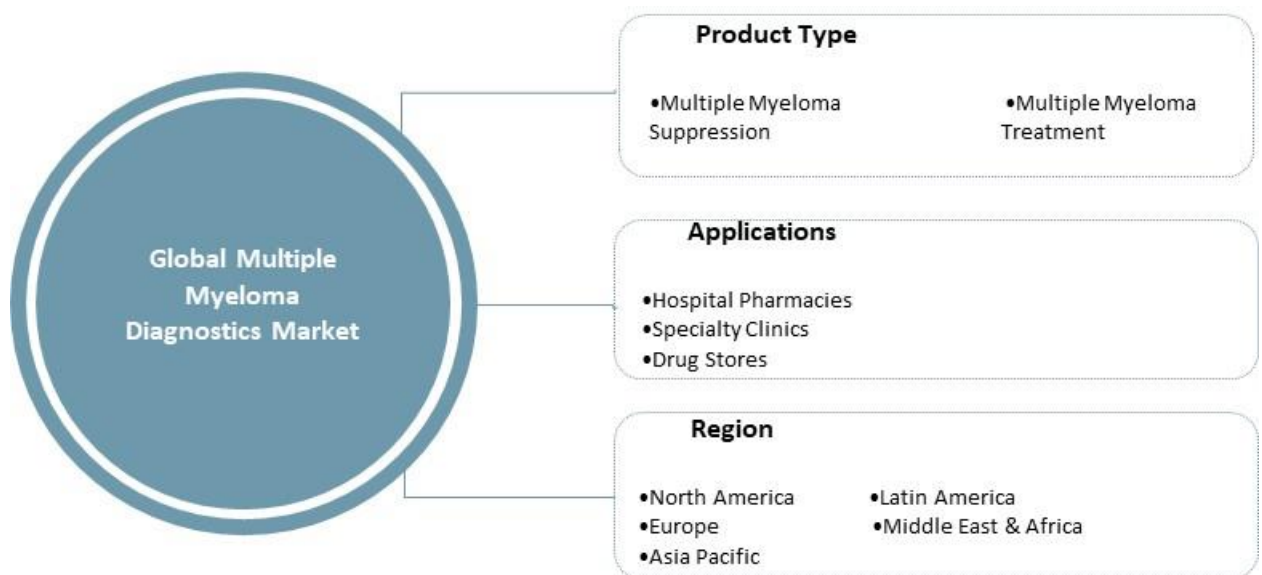 Global Multiple
Myeloma
Diagnostics Market
Product Type
•Multiple Myeloma
Suppression
•Multiple Myeloma
Treatment
Applications
•Hospital Pharmacies
•Specialty Clinics
•Drug Stores
Region
•North America
•Europe
•Asia Pacific
•Latin America
•Middle East & Africa